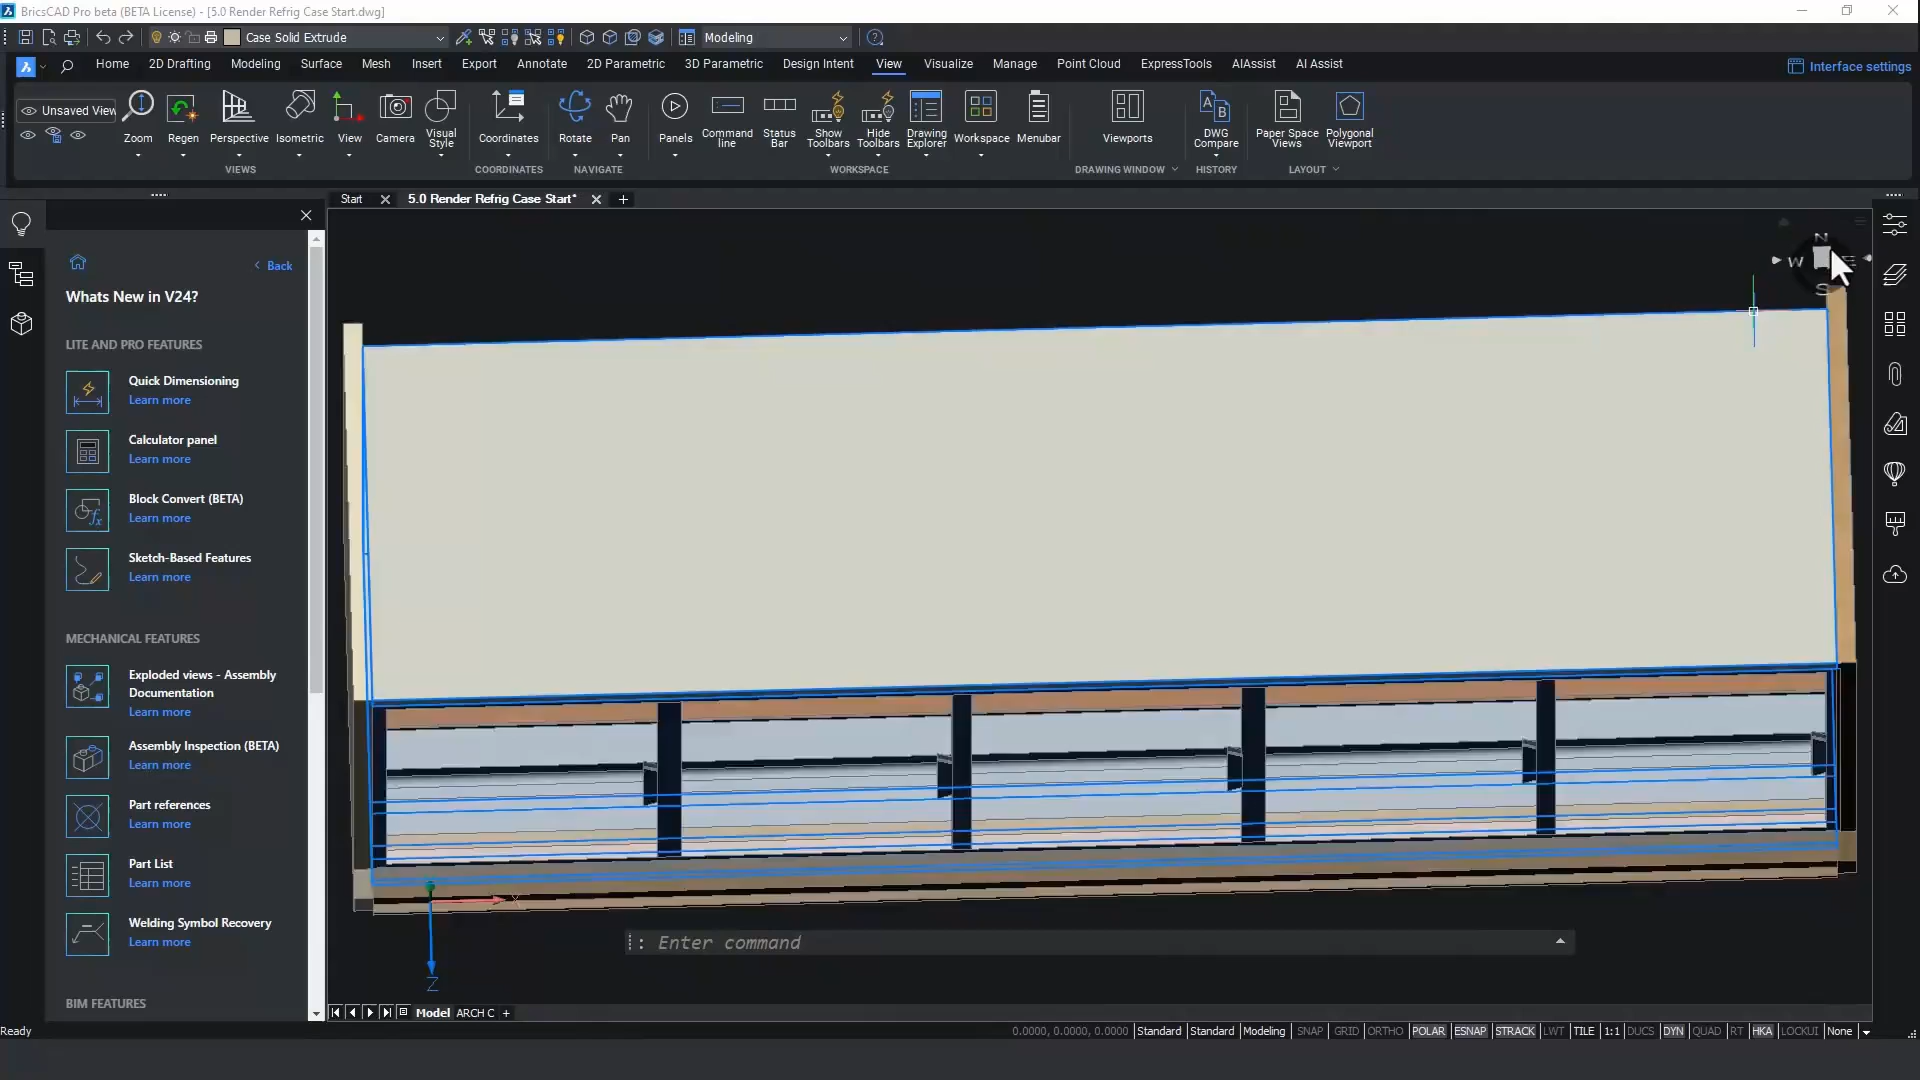 BricsCAD Pro beta (BETA License) - [5.0 Render Refrig Case Start.dwg]
Case Solid Extrude
Modeling
Home
2D Drafting
Modeling
Surface
Mesh
Insert
Export
Annotate
2D Parametric
3D Parametric
Design Intent
View
Visualize
Manage
Point Cloud
ExpressTools
AIAssist
AI Assist
Interface settings
Unsaved View
Zoom
Regen
Perspective
Isometric
View
Camera
Visual
Style
Coordinates
Rotate
Pan
Panels
Command
line
Status
Bar
Show
Toolbars
Hide
Toolbars
Drawing
Explorer
Workspace
Menubar
Viewports
DWG
Compare
Paper Space
Views
Polygonal
Viewport
VIEWS
COORDINATES
NAVIGATE
WORKSPACE
DRAWING WINDOW
HISTORY
LAYOUT
Start
5.0 Render Refrig Case Start*
Back
Whats New in V24?
LITE AND PRO FEATURES
Quick Dimensioning
Learn more
Calculator panel
Learn more
Block Convert (BETA)
Learn more
Sketch-Based Features
Learn more
MECHANICAL FEATURES
Exploded views - Assembly
Documentation
Learn more
Assembly Inspection (BETA)
Learn more
Part references
Learn more
Part List
Learn more
Welding Symbol Recovery
Learn more
BIM FEATURES
N
W
S
X
Z
: Enter command
Model
ARCH C
Ready
0.0000, 0.0000, 0.0000
Standard
Standard
Modeling
SNAP
GRID
ORTHO
POLAR
ESNAP
STRACK
LWT
TILE
1:1
DUCS
DYN
QUAD
RT
HKA
LOCKUI
None